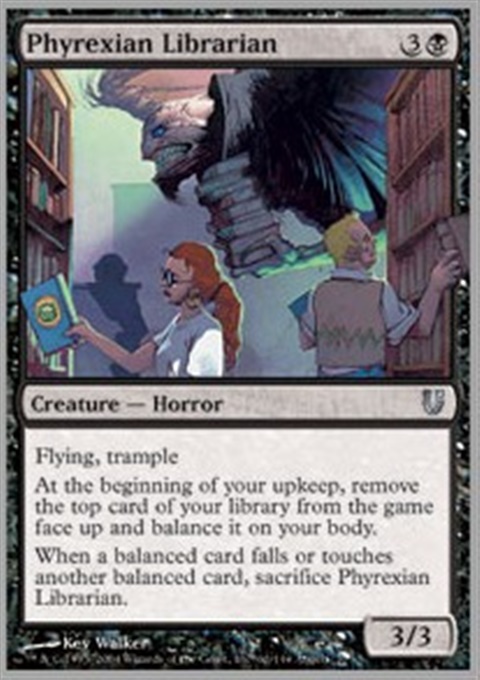 Phyrexian Librarian 3
Creature — Horror
Flying, trample
At the beginning of your upkeep, remove
the top card of your library from the game
face up and balance it on your body.
When a balanced card falls or touches
another balanced card, sacrifice Phyrexian
Librarian.
Kev Walker
3/3